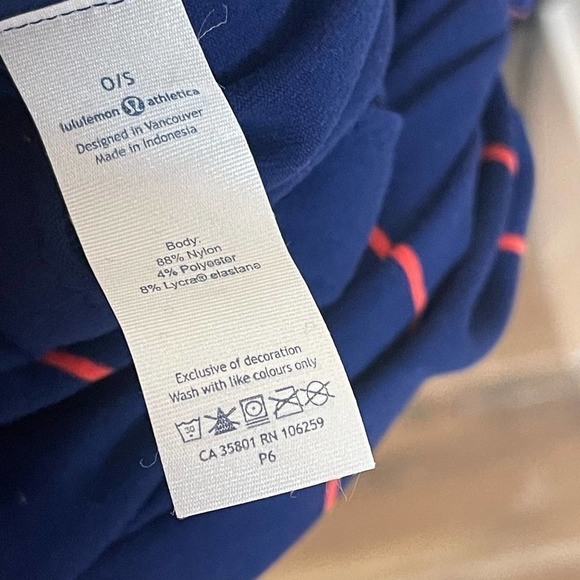 O/S
lululemon athletica
Designed in Vancouver
Made in Indonesia
Body:
88% Nylon
4% Polyester
8% Lycra® elastane
Exclusive of decoration
Wash with like colours only
30
CA 35801 RN 106259
P6